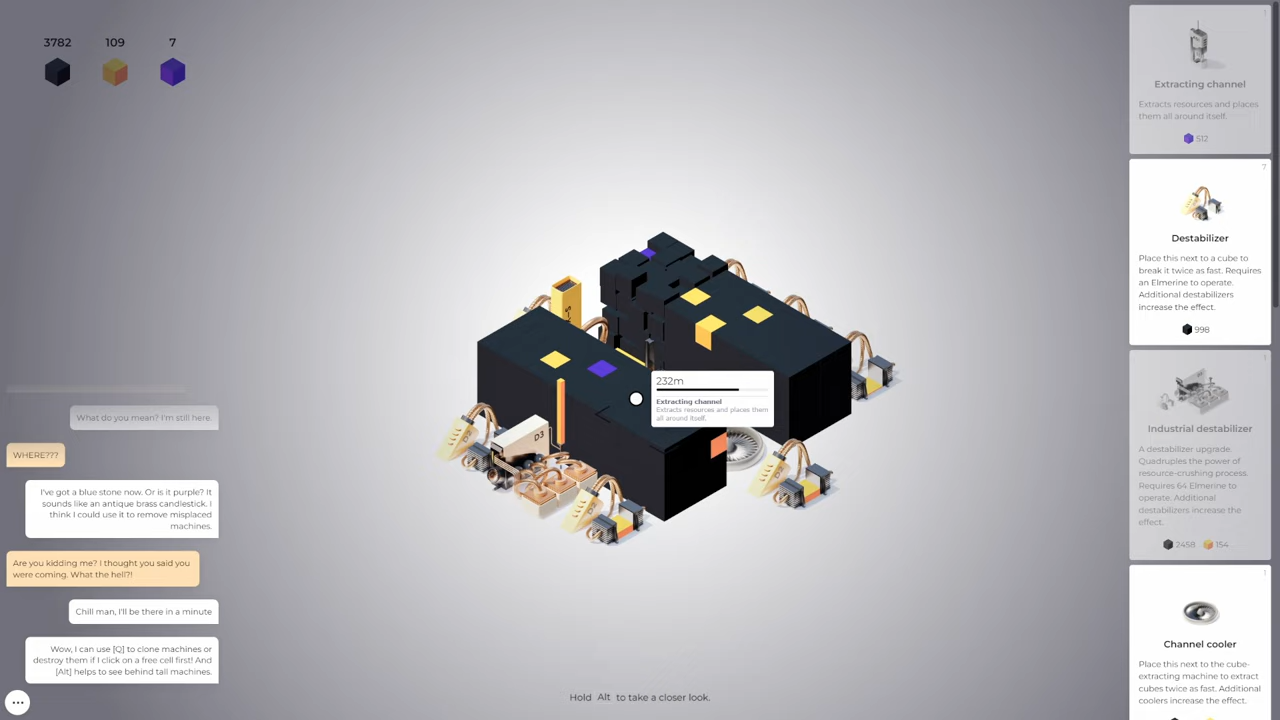 3782
109
7
What do you mean? I'm still here.
WHERE???
I've got a blue stone now. Or is it purple? It
sounds like an antique brass candlestick. I
think I could use it to remove misplaced
machines.
Are you kidding me? I thought you said you
were coming. What the hell?!
Chill man, I'll be there in a minute
Wow, I can use [Q] to clone machines or
destroy them if I click on a free cell first! And
[Alt] helps to see behind tall machines.
D3
232m
Extracting channel
Extracts resources and places them
all around itself.
Hold Alt to take a closer look.
1
Extracting channel
Extracts resources and places
them all around itself.
512
7
Destabilizer
Place this next to a cube to
break it twice as fast. Requires
an Elmerine to operate.
Additional destabilizers
increase the effect.
998
1
Industrial destabilizer
A destabilizer upgrade.
Quadruples the power of
resource-crushing process.
Requires 64 Elmerine to
operate. Additional
destabilizers increase the
effect.
2458
154
1
Channel cooler
Place this next to the cube-
extracting machine to extract
cubes twice as fast. Additional
coolers increase the effect.